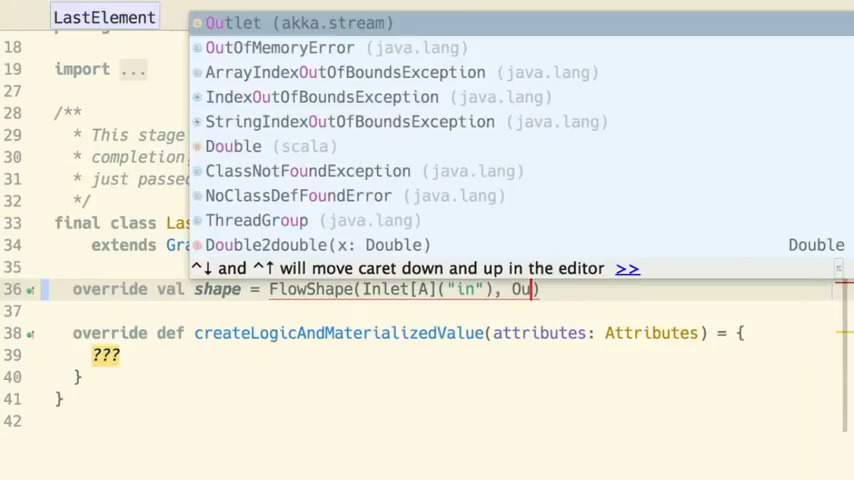 LastElement
Outlet (akka.stream)
OutOfMemoryError (java.lang)
ArrayIndexOutOfBoundsException (java.lang)
IndexOutOfBoundsException (java.lang)
StringIndexOutOfBoundsException (java.lang)
Double (scala)
ClassNotFoundException (java.lang)
NoClassDefFoundError (java.lang)
ThreadGroup (java.lang)
Double2double(x: Double) Double
^↓ and ^↑ will move caret down and up in the editor >> π
18
19 import ...
27
28 /**
29 * This stage
30 * completion,
31 * just passed
32 */
33 final class Las
34 extends Gra
35
36 override val shape = FlowShape(Inlet[A]("in"), Ou)
37
38 override def createLogicAndMaterializedValue(attributes: Attributes) = {
39 ???
40 }
41 }
42